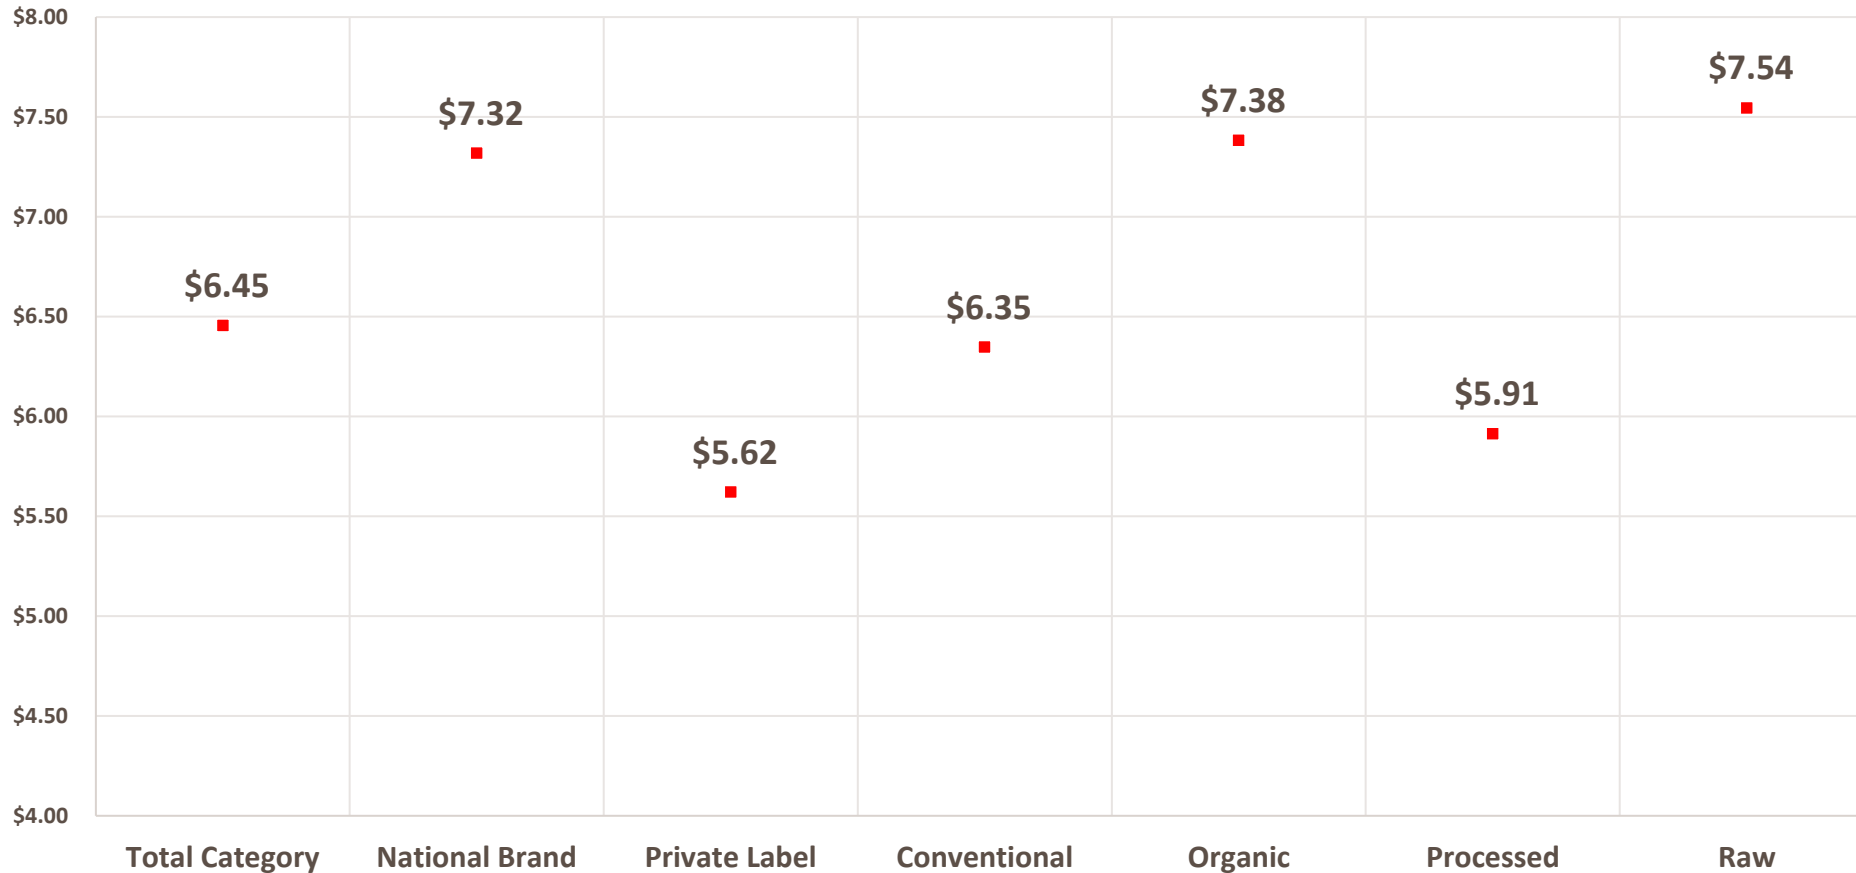 $8.00
$7.50
$7.00
$6.50
$6.00
$5.50
$5.00
$4.50
$4.00
$6.45
$7.32
$5.62
$6.35
$7.38
$5.91
$7.54
Total Category
National Brand
Private Label
Conventional
Organic
Processed
Raw